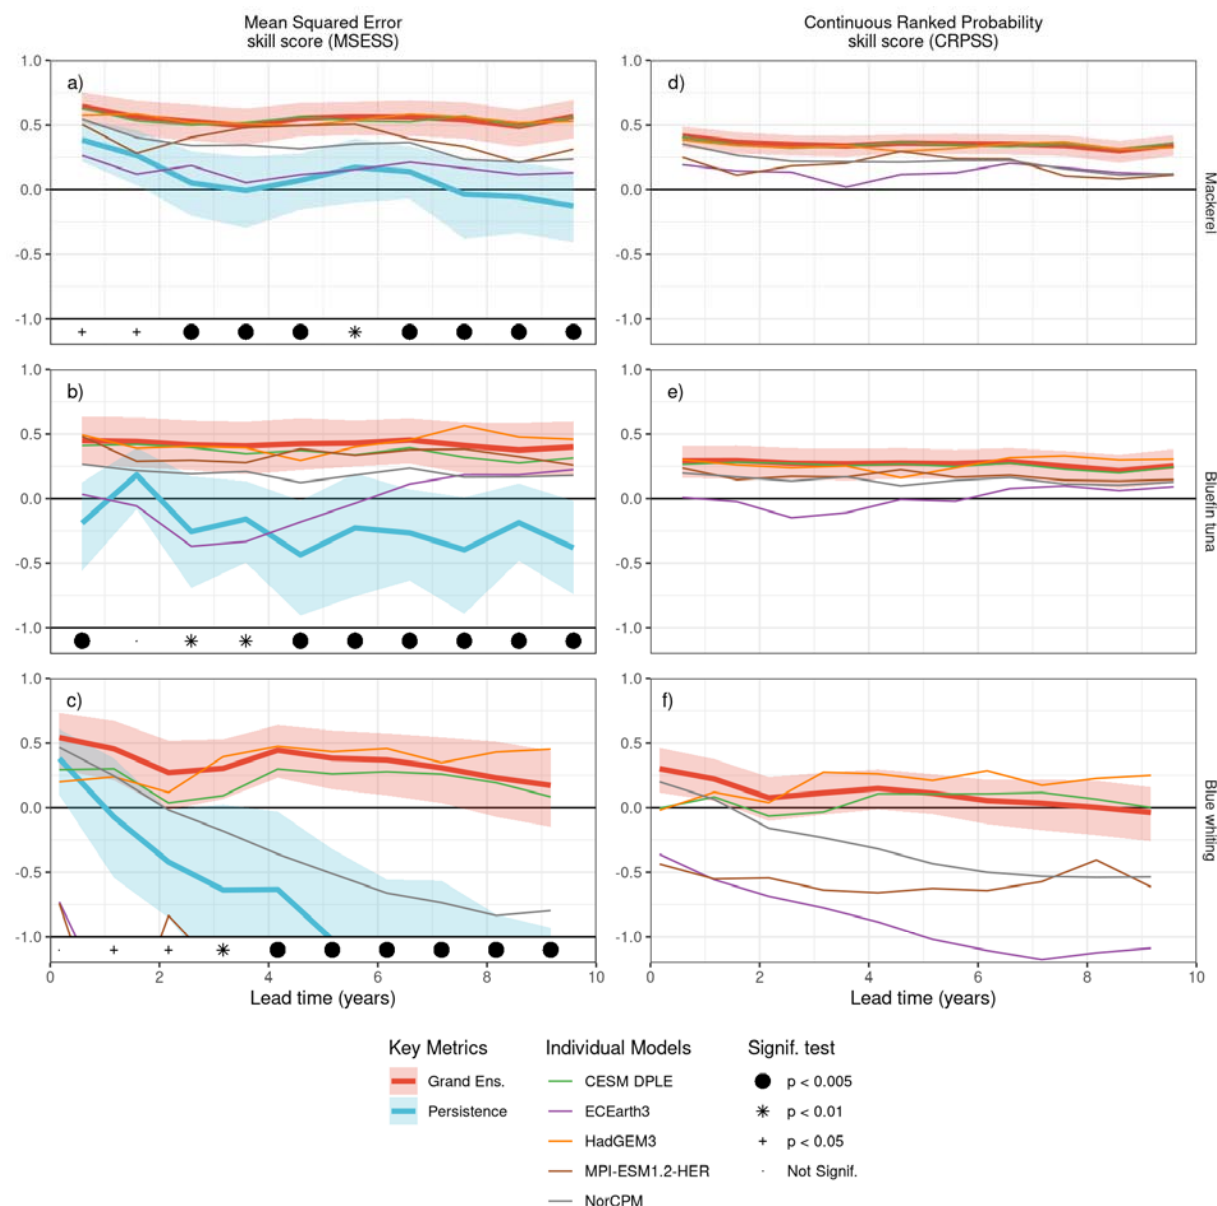 Mean Squared Error
skill score (MSESS)
Continuous Ranked Probability
skill score (CRPSS)
a)
1.0
0.5
0.0
-0.5
-1.0
d)
1.0
0.5
0.0
-0.5
-1.0
Mackerel
b)
1.0
0.5
0.0
-0.5
-1.0
e)
1.0
0.5
0.0
-0.5
-1.0
Bluefin tuna
c)
1.0
0.5
0.0
-0.5
-1.0
f)
1.0
0.5
0.0
-0.5
-1.0
Blue whiting
0 2 4 6 8 10
0 2 4 6 8 10
Lead time (years)
Lead time (years)
Key Metrics
Grand Ens.
Persistence
Individual Models
CESM DPLE
ECEarth3
HadGEM3
MPI-ESM1.2-HER
NorCPM
Signif. test
p < 0.005
p < 0.01
p < 0.05
Not Signif.